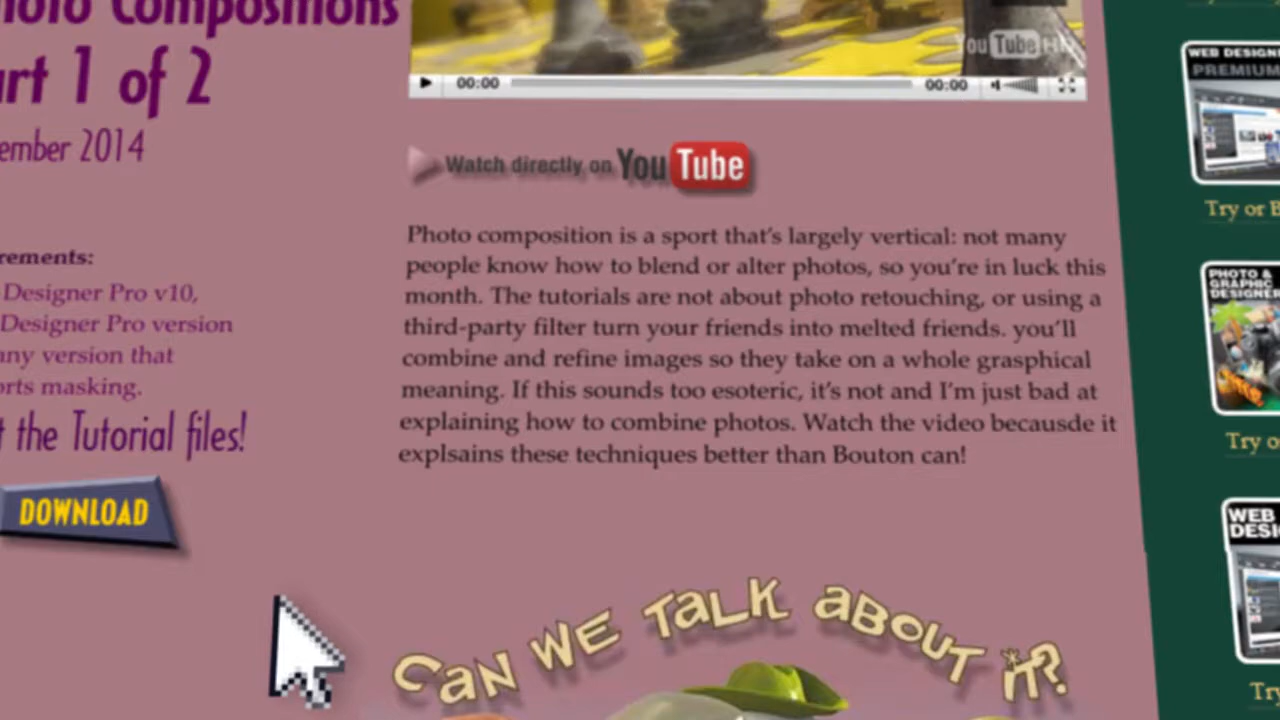 Photo Compositions
art 1 of 2
ember 2014
rements:
Designer Pro v10,
Designer Pro version
any version that
orts masking.
t the Tutorial files!
DOWNLOAD
You Tube
00:00
00:00
Watch directly on YouTube
Photo composition is a sport that's largely vertical: not many
people know how to blend or alter photos, so you're in luck this
month. The tutorials are not about photo retouching, or using a
third-party filter turn your friends into melted friends. you'll
combine and refine images so they take on a whole grasphical
meaning. If this sounds too esoteric, it's not and I'm just bad at
explaining how to combine photos. Watch the video becausde it
explsains these techniques better than Bouton can!
CAN WE TALK ABOUT iT?
WEB DESIGN
PREMIUM
Try or B
PHOTO &
GRAPHIC
DESIGNER
Try o
WEB
DESI
Try